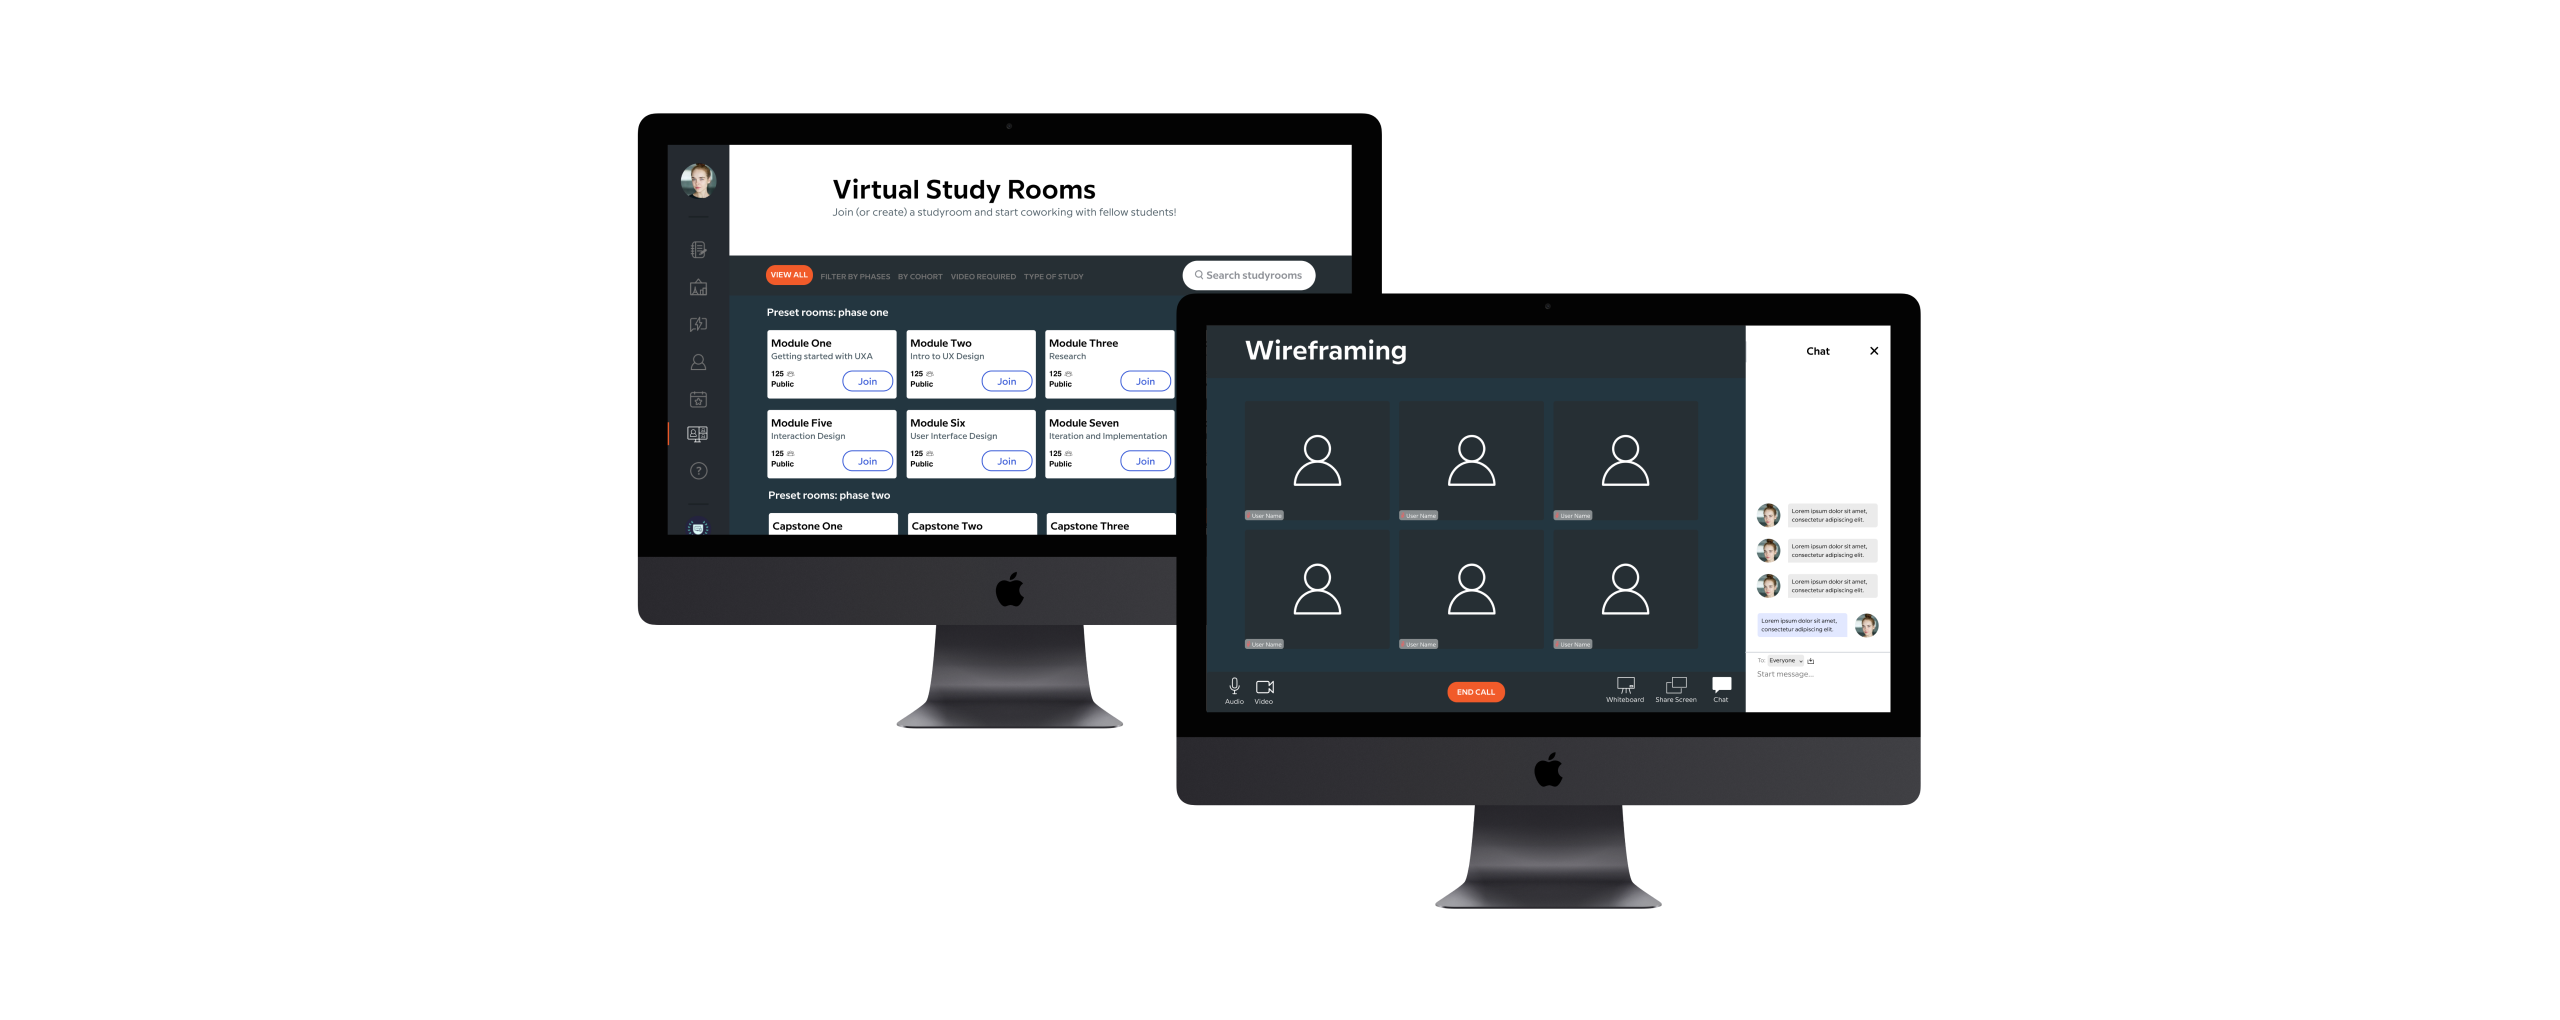 Virtual Study Rooms
Join (or create) a studyroom and start coworking with fellow students!
VIEW ALL FILTER BY PHASES BY COHORT VIDEO REQUIRED TYPE OF STUDY Search studyrooms
Preset rooms: phase one
Module One
Getting started with UXA
125
Public
Join
Module Two
Intro to UX Design
125
Public
Join
Module Three
Research
125
Public
Join
Module Five
Interaction Design
125
Public
Join
Module Six
User Interface Design
125
Public
Join
Module Seven
Iteration and Implementation
125
Public
Join
Preset rooms: phase two
Capstone One
Capstone Two
Capstone Three
?
Wireframing
User Name
User Name
User Name
User Name
User Name
User Name
Audio
Video
END CALL
Whiteboard
Share Screen
Chat
Chat
Lorem ipsum dolor sit amet,
consectetur adipiscing elit.
Lorem ipsum dolor sit amet,
consectetur adipiscing elit.
Lorem ipsum dolor sit amet,
consectetur adipiscing elit.
Lorem ipsum dolor sit amet,
consectetur adipiscing elit.
To: Everyone
Start message...